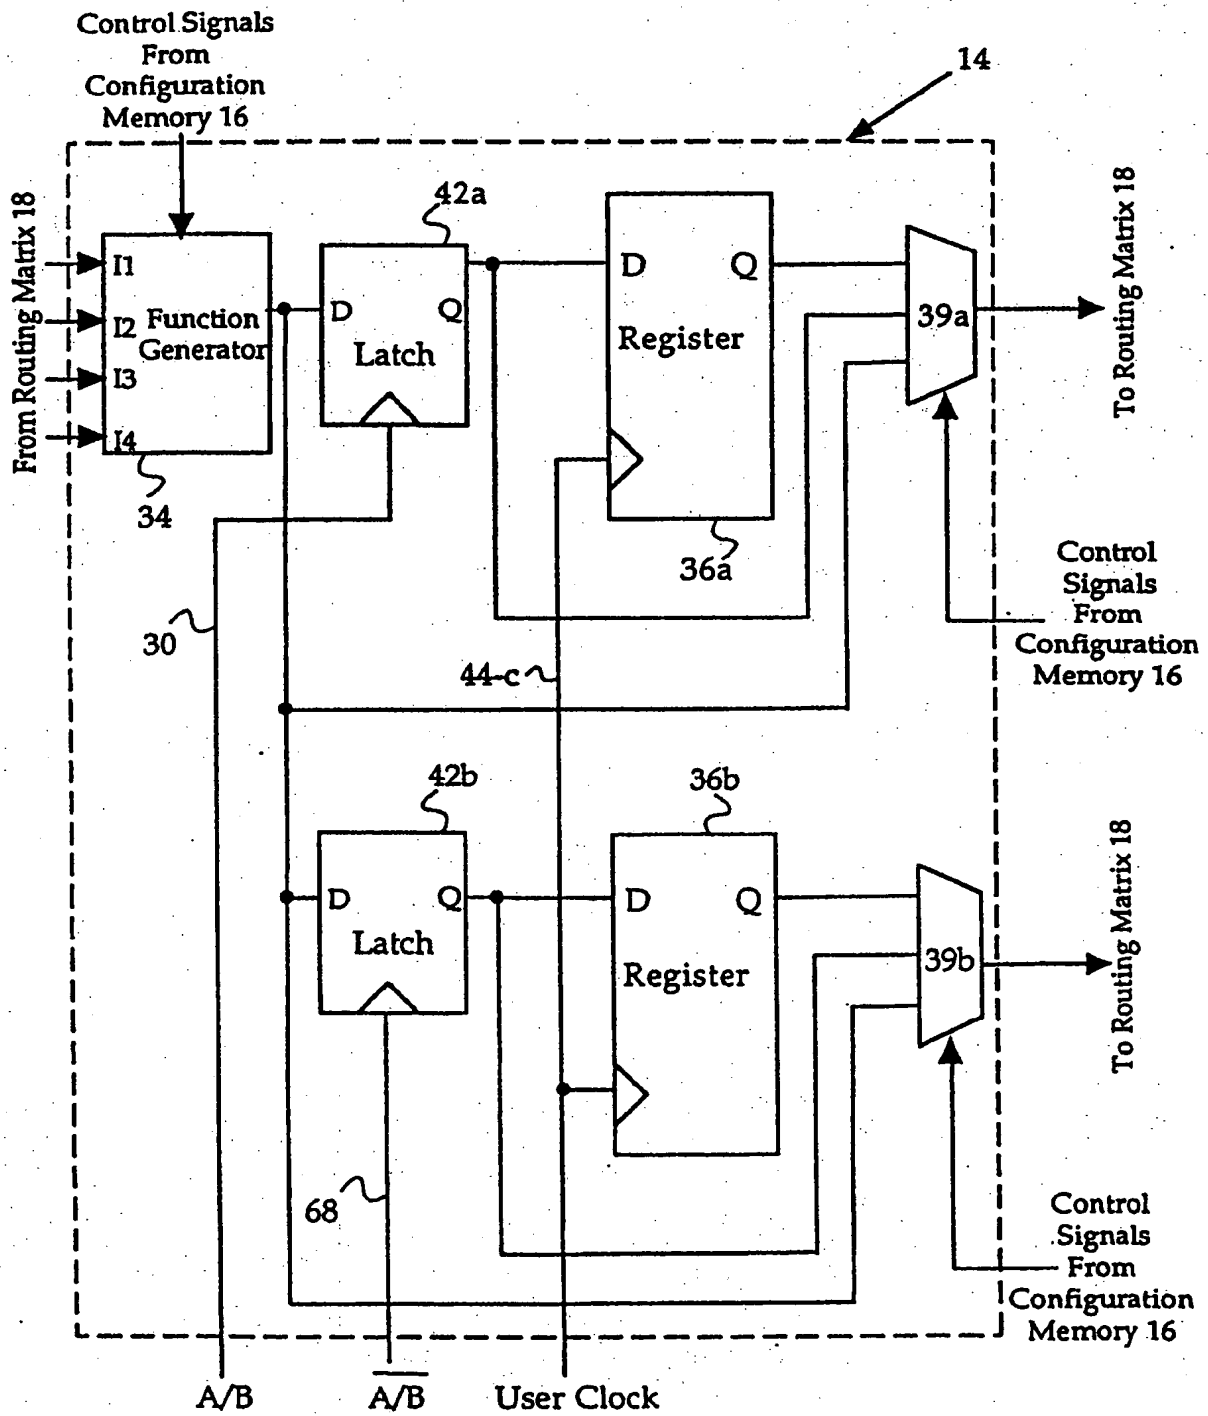 Control Signals
From
Configuration
Memory 16
14
From Routing Matrix 18
I1
I2
I3
I4
Function
Generator
34
42a
D
Q
Latch
D
Q
Register
36a
39a
To Routing Matrix 18
Control
Signals
From
Configuration
Memory 16
30
44-c
42b
D
Q
Latch
36b
D
Q
Register
39b
To Routing Matrix 18
68
Control
Signals
From
Configuration
Memory 16
A/B
A̅/̅B̅
User Clock